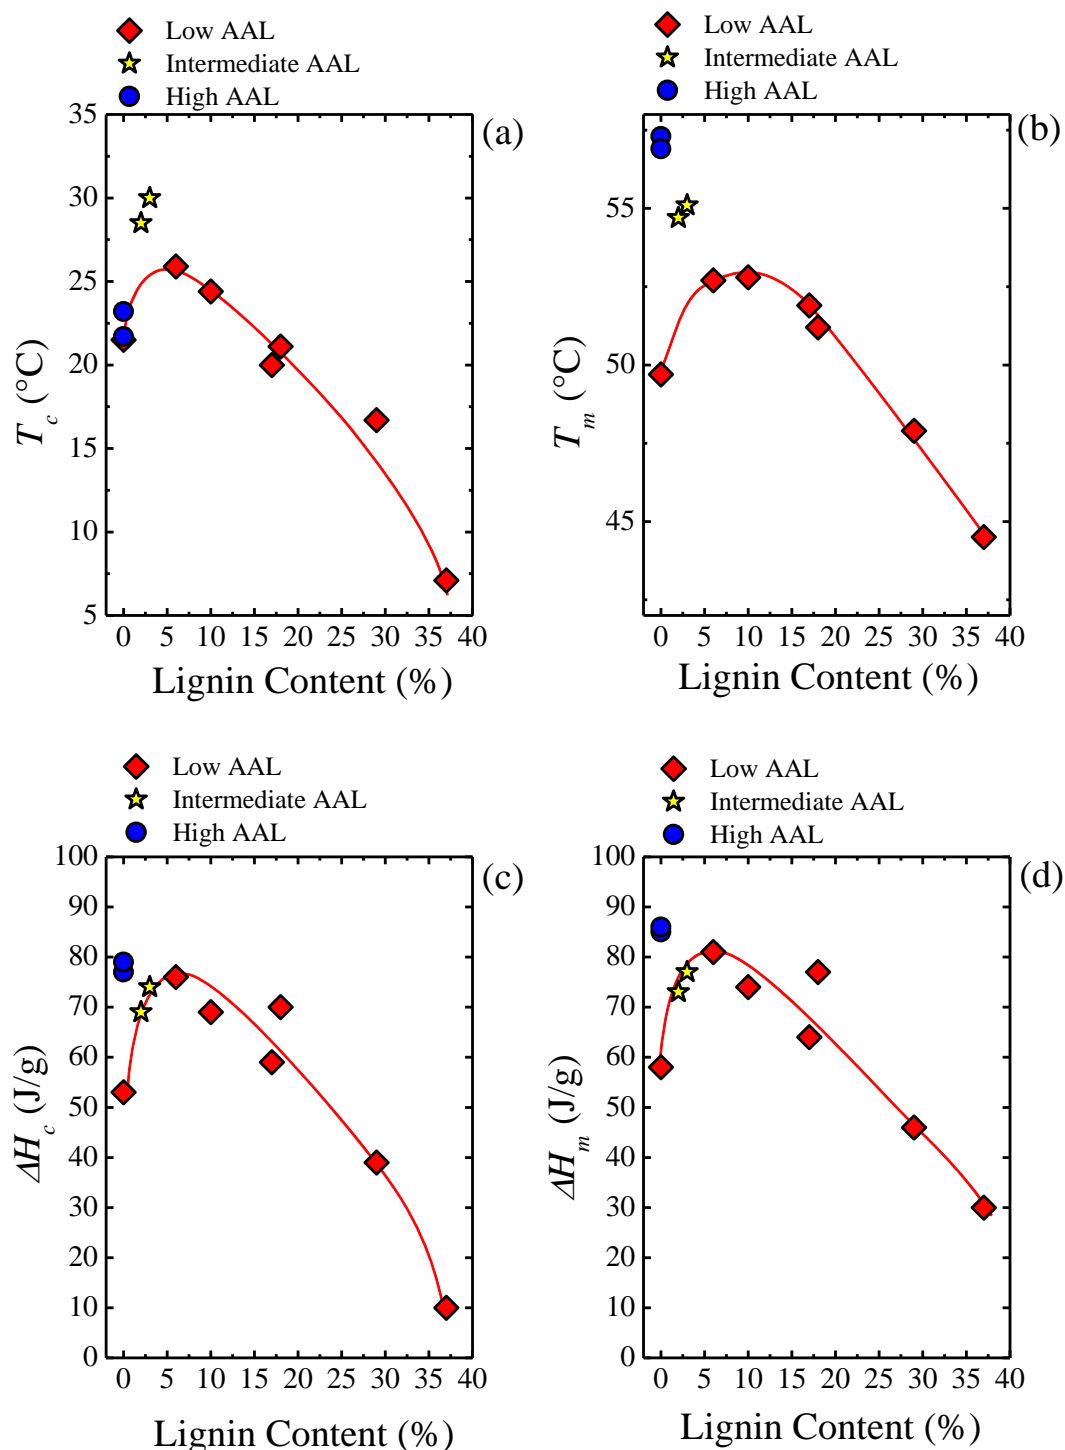 Low AAL
Intermediate AAL
High AAL
(a)
35
30
25
20
15
10
5
T_c (°C)
0 5 10 15 20 25 30 35 40
Lignin Content (%)
Low AAL
Intermediate AAL
High AAL
(b)
55
50
45
T_m (°C)
0 5 10 15 20 25 30 35 40
Lignin Content (%)
Low AAL
Intermediate AAL
High AAL
(c)
100
90
80
70
60
50
40
30
20
10
0
ΔH_c (J/g)
0 5 10 15 20 25 30 35 40
Lignin Content (%)
Low AAL
Intermediate AAL
High AAL
(d)
100
90
80
70
60
50
40
30
20
10
0
ΔH_m (J/g)
0 5 10 15 20 25 30 35 40
Lignin Content (%)